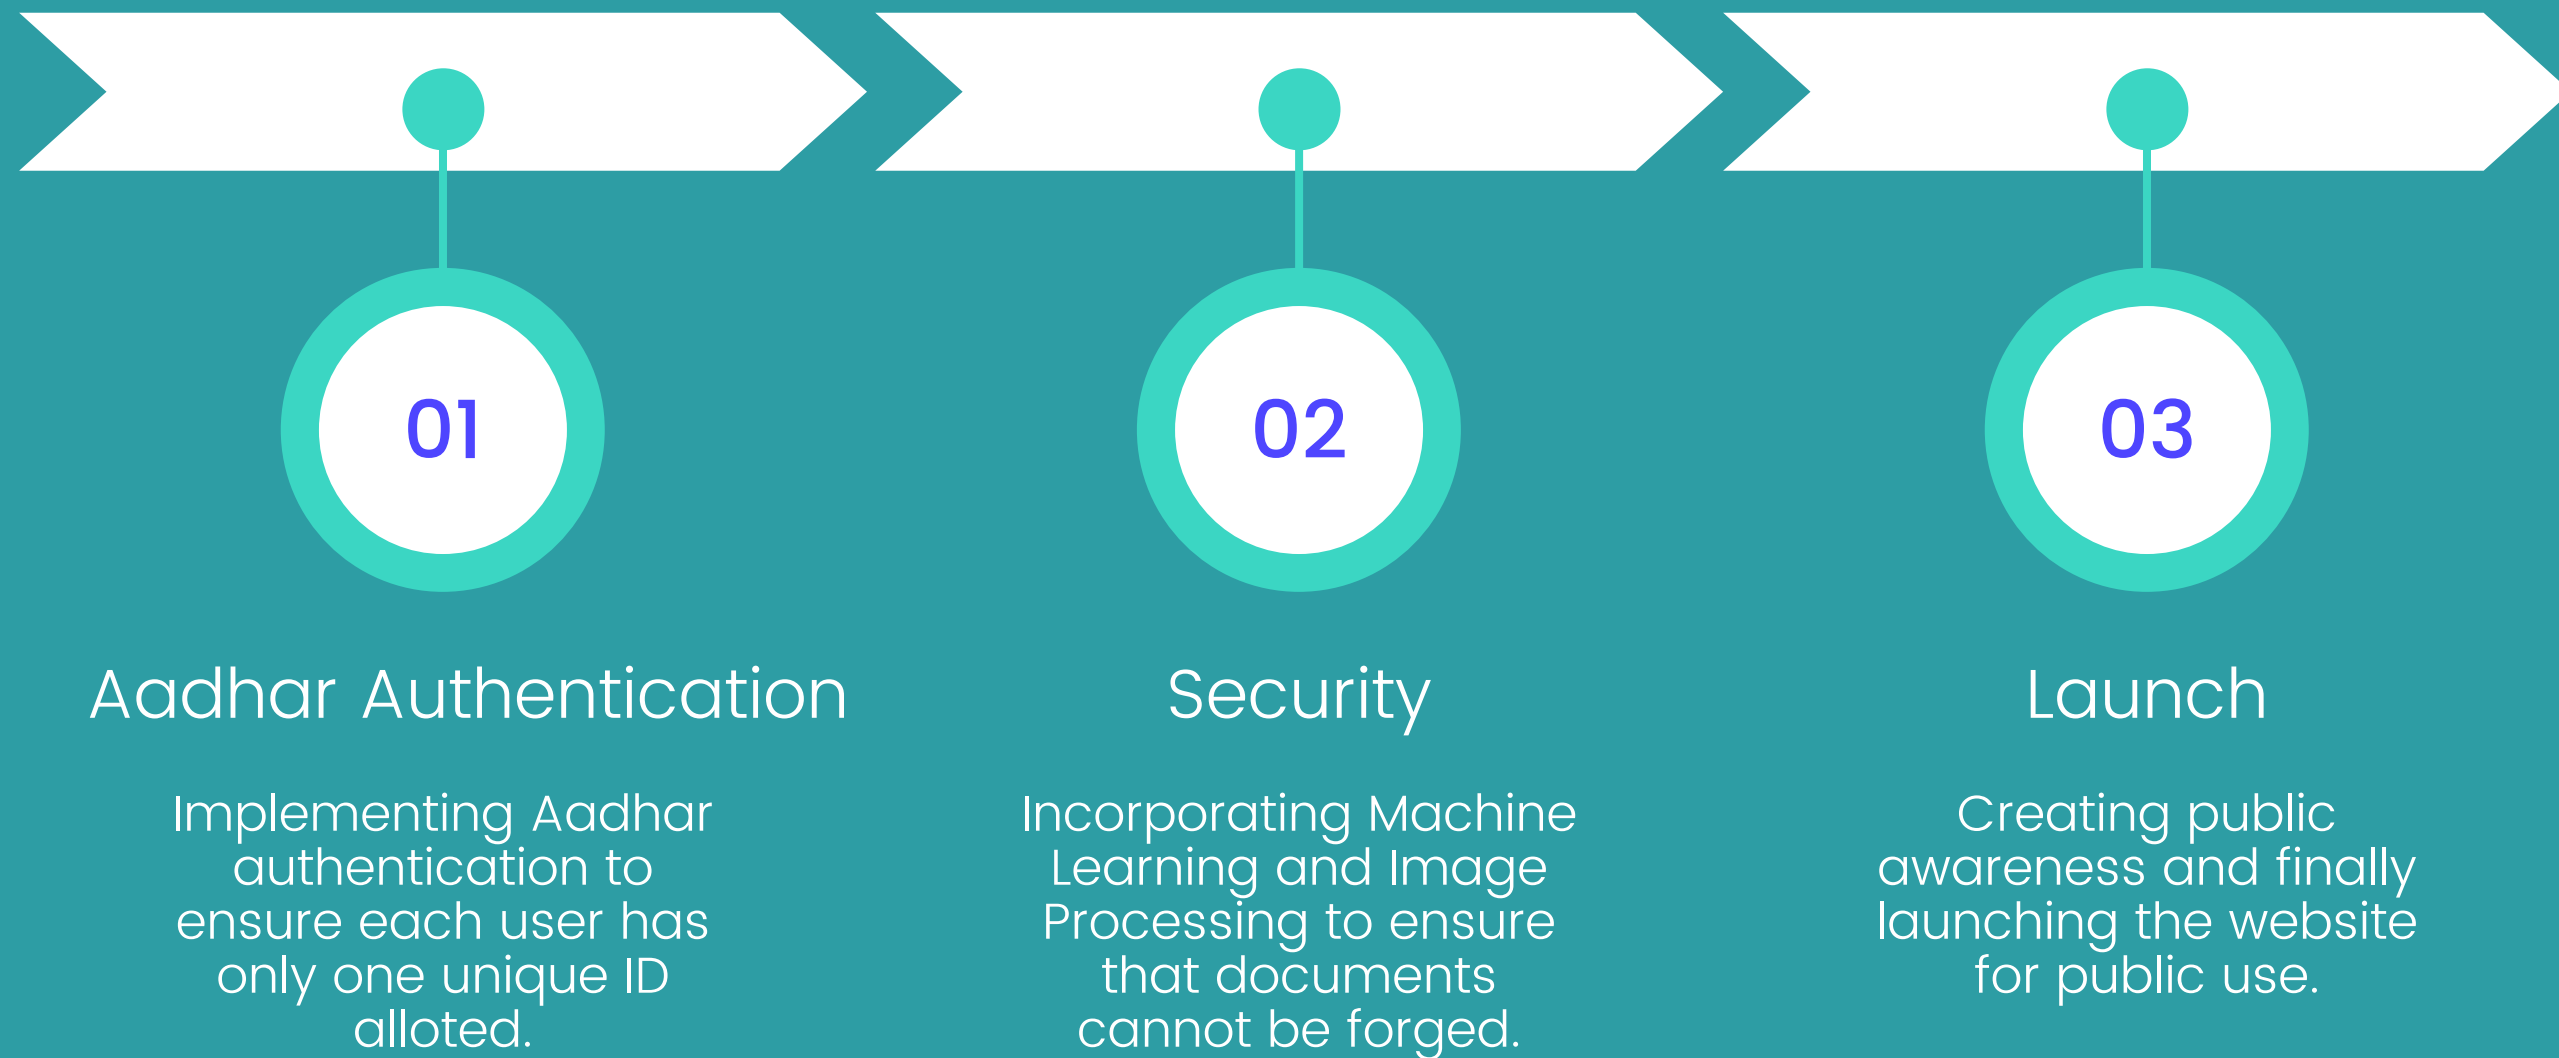 01
Aadhar Authentication
Implementing Aadhar
authentication to
ensure each user has
only one unique ID
alloted.
02
Security
Incorporating Machine
Learning and Image
Processing to ensure
that documents
cannot be forged.
03
Launch
Creating public
awareness and finally
launching the website
for public use.